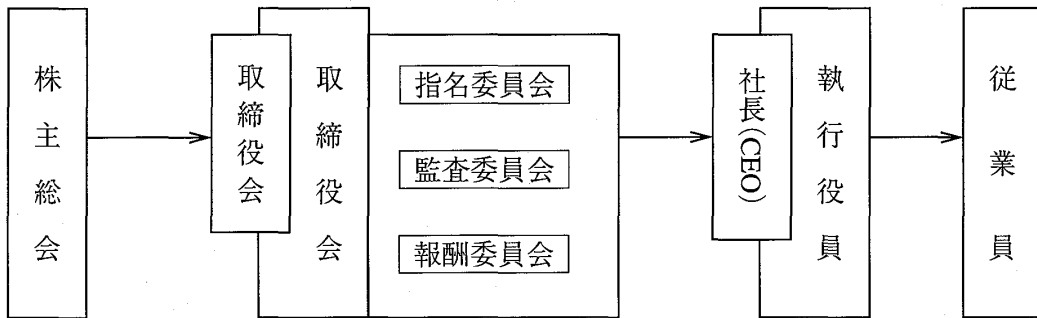 株主総会
取締役会
取締役会
指名委員会
監査委員会
報酬委員会
社長(CEO)
執行役員
従業員